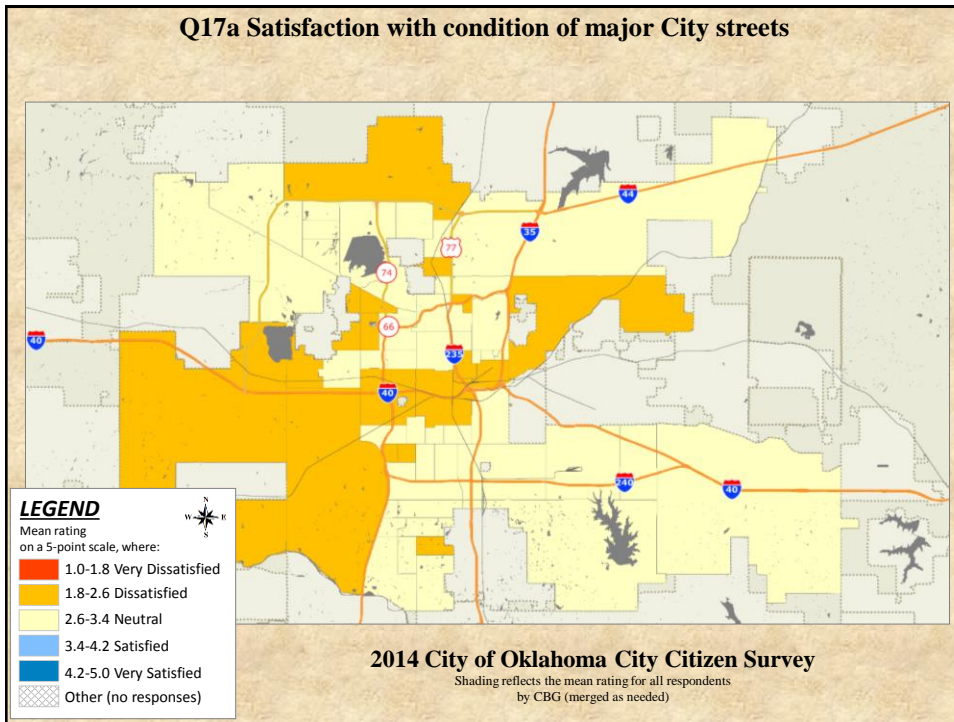 Q17a Satisfaction with condition of major City streets
44
35
77
74
66
40
235
40
240
40
LEGEND
N
W E
S
Mean rating
on a 5-point scale, where:
1.0-1.8 Very Dissatisfied
1.8-2.6 Dissatisfied
2.6-3.4 Neutral
3.4-4.2 Satisfied
4.2-5.0 Very Satisfied
Other (no responses)
2014 City of Oklahoma City Citizen Survey
Shading reflects the mean rating for all respondents
by CBG (merged as needed)